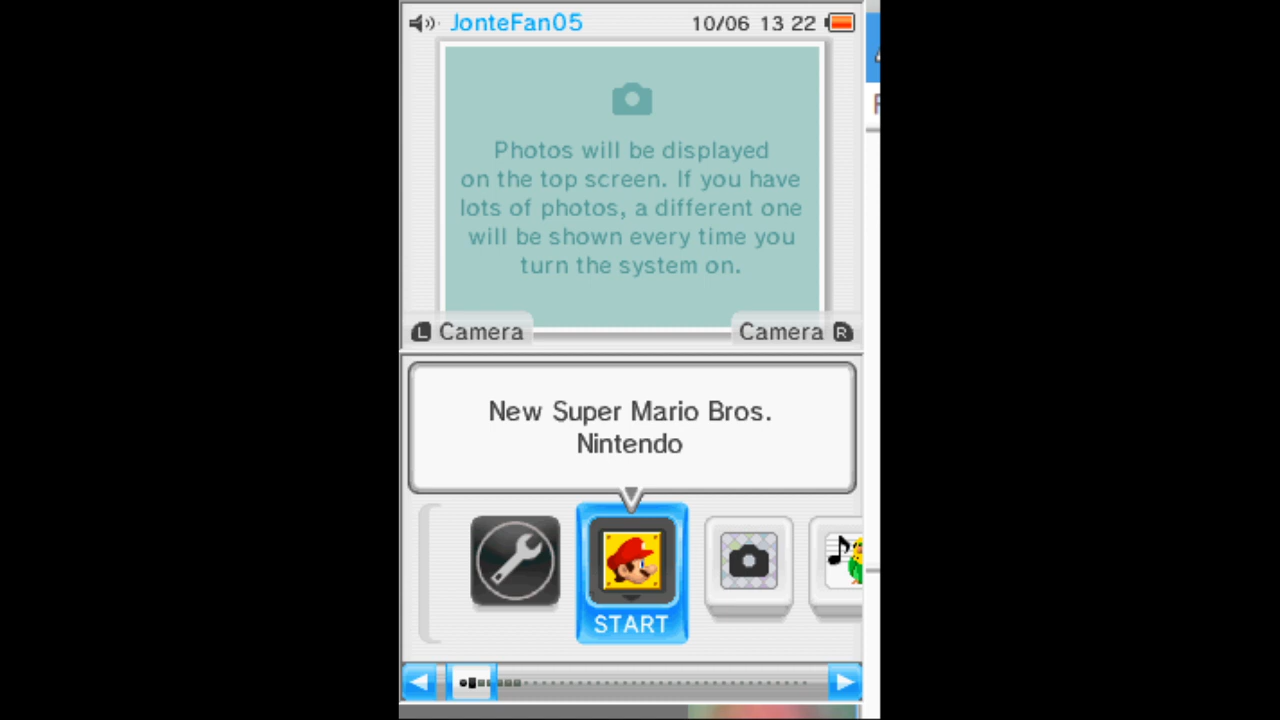 JonteFan05 10/06 13 22
Photos will be displayed
on the top screen. If you have
lots of photos, a different one
will be shown every time you
turn the system on.
L Camera Camera R
New Super Mario Bros.
Nintendo
START